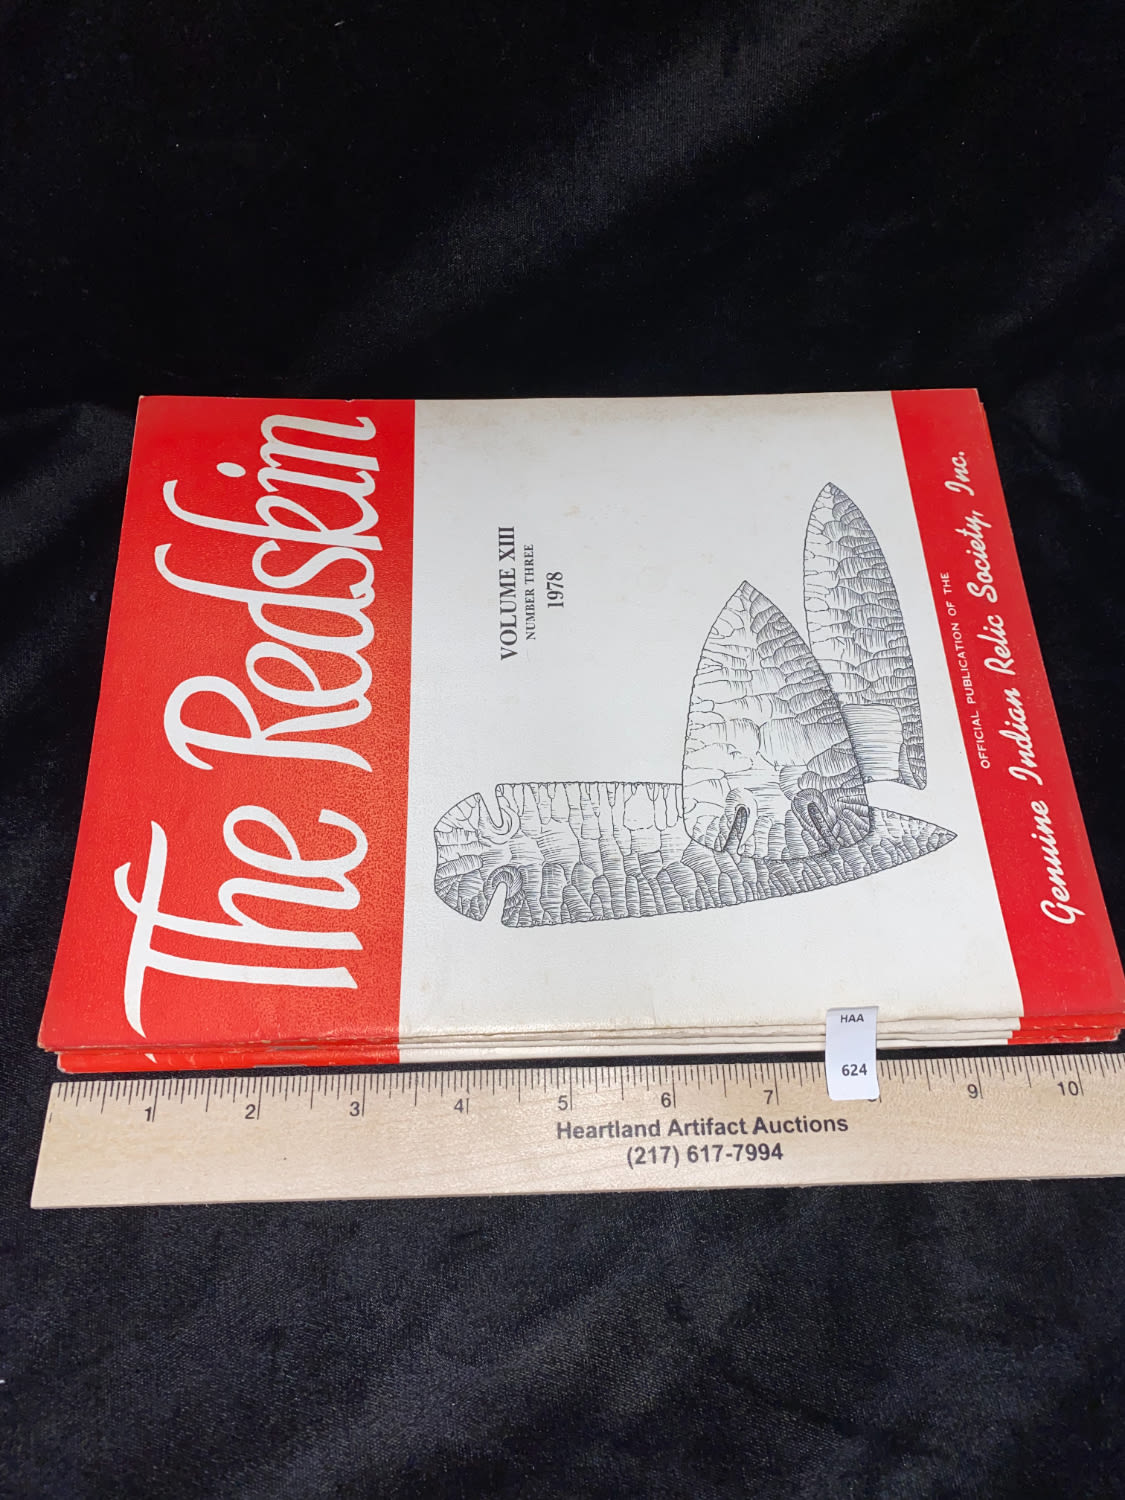 The Redskin
VOLUME XIII
NUMBER THREE
1978
OFFICIAL PUBLICATION OF THE
Genuine Indian Relic Society, Inc.
HAA
624
1 2 3 4 5 6 7 8 9 10
Heartland Artifact Auctions
(217) 617-7994